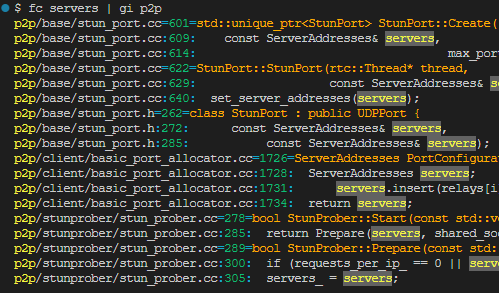 $ fc servers | gi p2p
p2p/base/stun_port.cc=601=std::unique_ptr<StunPort> StunPort::Create(
p2p/base/stun_port.cc:609:    const ServerAddresses& servers,
p2p/base/stun_port.cc:614:                                        max_port
p2p/base/stun_port.cc=622=StunPort::StunPort(rtc::Thread* thread,
p2p/base/stun_port.cc:629:                   const ServerAddresses& se
p2p/base/stun_port.cc:640:  set_server_addresses(servers);
p2p/base/stun_port.h=262=class StunPort : public UDPPort {
p2p/base/stun_port.h:272:      const ServerAddresses& servers,
p2p/base/stun_port.h:285:           const ServerAddresses& servers,
p2p/client/basic_port_allocator.cc=1726=ServerAddresses PortConfigurat
p2p/client/basic_port_allocator.cc:1728:  ServerAddresses servers;
p2p/client/basic_port_allocator.cc:1731:      servers.insert(relays[i
p2p/client/basic_port_allocator.cc:1734:  return servers;
p2p/stunprober/stun_prober.cc=278=bool StunProber::Start(const std::ve
p2p/stunprober/stun_prober.cc:285:  return Prepare(servers, shared_soc
p2p/stunprober/stun_prober.cc=289=bool StunProber::Prepare(const std
p2p/stunprober/stun_prober.cc:300:  if (requests_per_ip_ == 0 || serve
p2p/stunprober/stun_prober.cc:305:  servers_ = servers;